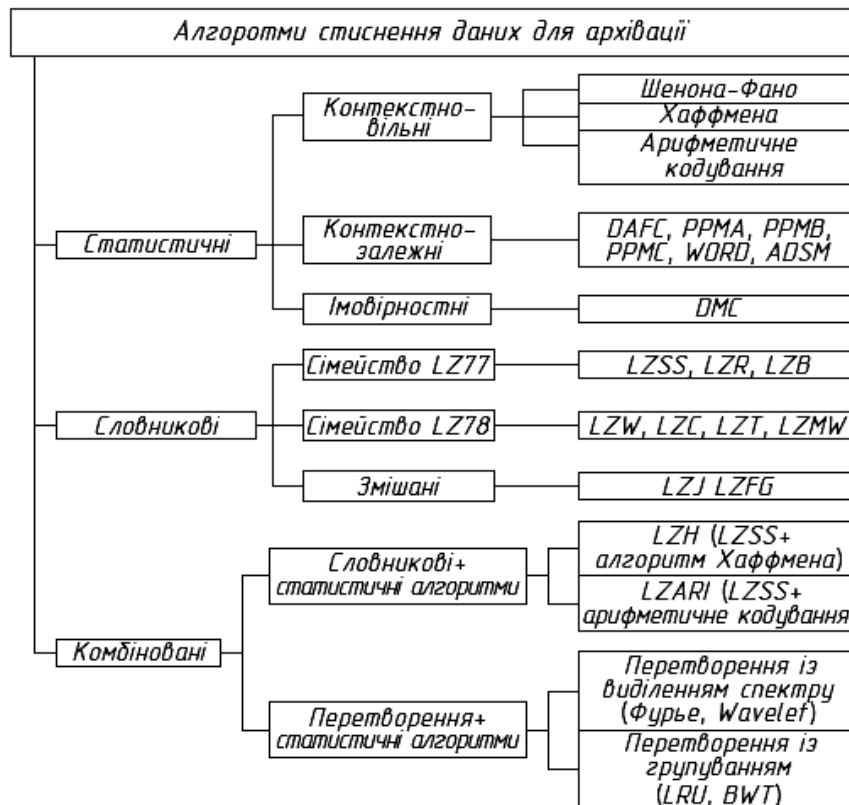 Алгоротми стиснення даних для архівації
Контекстно-
вільні
Шенона-Фано
Хаффмена
Арифметичне
кодування
Статистичні
Контекстно-
залежні
DAFC, PPMA, PPMB,
PPMC, WORD, ADSM
Імовірностні
DMC
Словникові
Сімейство LZ77
LZSS, LZR, LZB
Сімейство LZ78
LZW, LZC, LZT, LZMW
Змішані
LZJ LZFG
Комбіновані
Словникові+
статистичні алгоритми
LZH (LZSS+
алгоритм Хаффмена)
LZARI (LZSS+
арифметичне кодування
Перетворення+
статистичні алгоритми
Перетворення із
виділенням спектру
(Фурье, Wavelef)
Перетворення із
групуванням
(LRU, BWT)